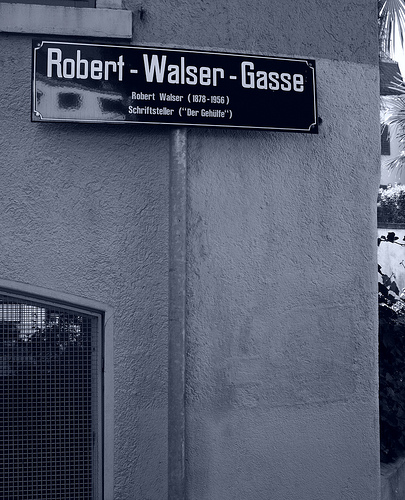 Robert - Walser - Gasse
Robert Walser (1878-1956)
Schriftsteller ("Der Gehülfe")